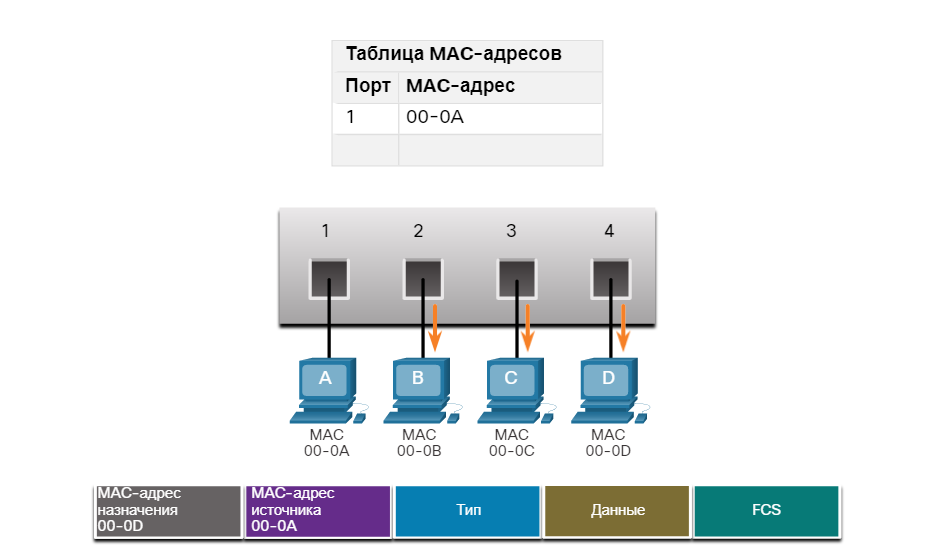 Таблица MAC-адресов
Порт MAC-адрес
1 00-0A
1 2 3 4
A B C D
MAC MAC MAC MAC
00-0A 00-0B 00-0C 00-0D
MAC-адрес назначения 00-0D
MAC-адрес источника 00-0A
Тип
Данные
FCS